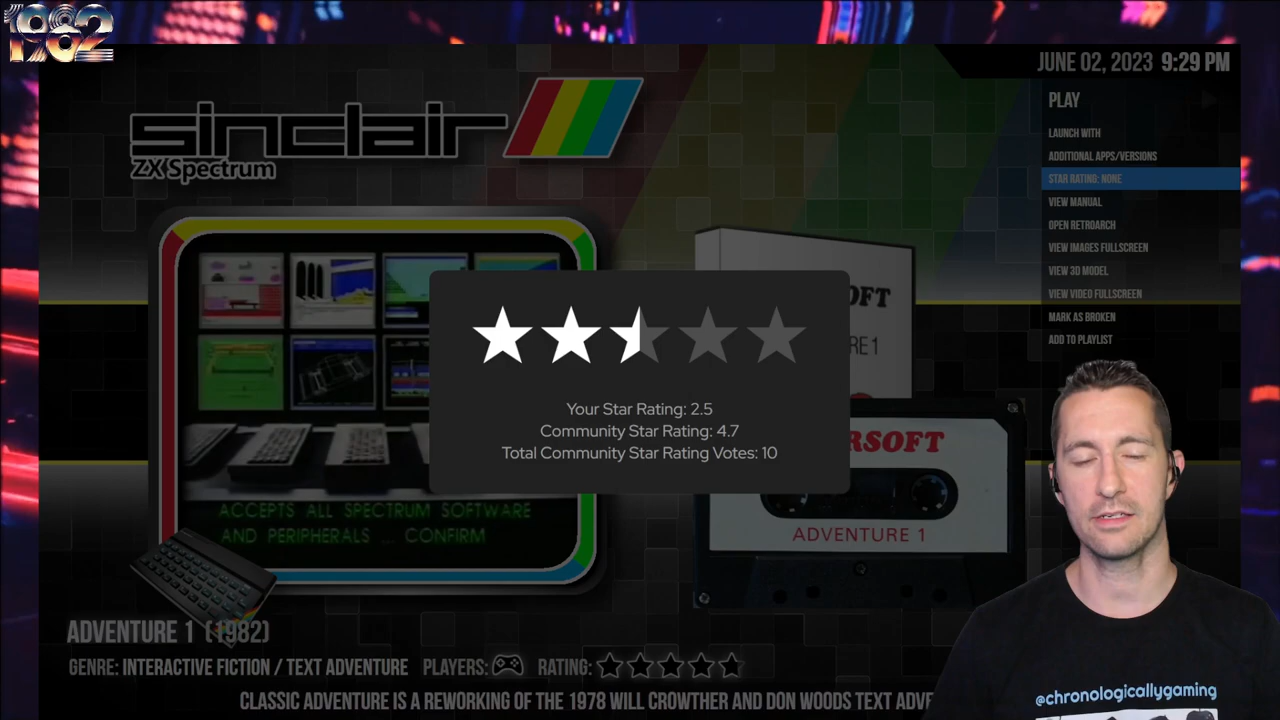 1982
1982
JUNE 02, 2023 9:29 PM
sinclair
ZX Spectrum
PLAY
LAUNCH WITH
ADDITIONAL APPS/VERSIONS
STAR RATING: NONE
VIEW MANUAL
OPEN RETROARCH
VIEW IMAGES FULLSCREEN
VIEW 3D MODEL
VIEW VIDEO FULLSCREEN
MARK AS BROKEN
ADD TO PLAYLIST
OFT
RE1
Your Star Rating: 2.5
Community Star Rating: 4.7
Total Community Star Rating Votes: 10
RSOFT
ADVENTURE 1
ACCEPTS ALL SPECTRUM SOFTWARE
AND PERIPHERALS ... CONFIRM
ADVENTURE 1 (1982)
GENRE: INTERACTIVE FICTION / TEXT ADVENTURE PLAYERS: RATING:
CLASSIC ADVENTURE IS A REWORKING OF THE 1978 WILL CROWTHER AND DON WOODS TEXT ADVE
@chronologicallygaming